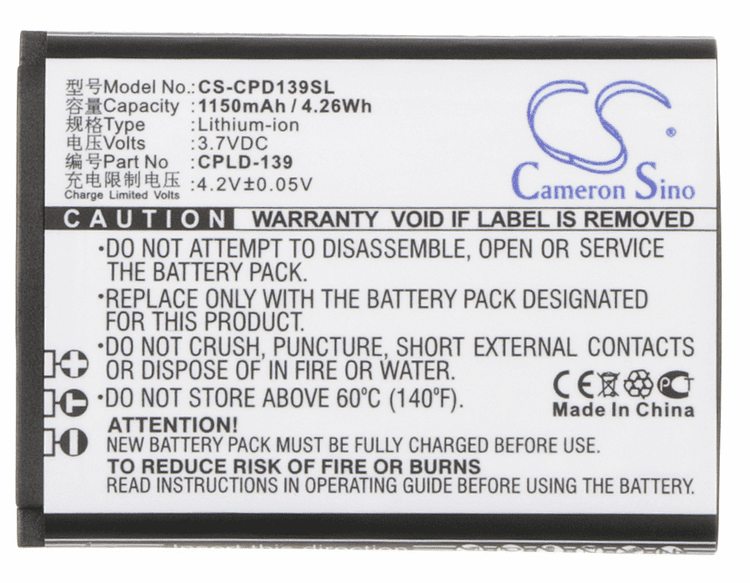 型号Model No.:CS-CPD139SL
容量Capacity :1150mAh / 4.26Wh
规格Type :Lithium-ion
电压Volts :3.7VDC
编号Part No :CPLD-139
充电限制电压 :4.2V±0.05V
Charge Limited Volts
CS
Cameron Sino
CAUTION WARRANTY VOID IF LABEL IS REMOVED
•DO NOT ATTEMPT TO DISASSEMBLE, OPEN OR SERVICE
THE BATTERY PACK.
•REPLACE ONLY WITH THE BATTERY PACK DESIGNATED
FOR THIS PRODUCT.
•DO NOT CRUSH, PUNCTURE, SHORT EXTERNAL CONTACTS
OR DISPOSE OF IN FIRE OR WATER.
•DO NOT STORE ABOVE 60°C (140°F).
CE PCT
Made In China
ATTENTION!
NEW BATTERY PACK MUST BE FULLY CHARGED BEFORE USE.
TO REDUCE RISK OF FIRE OR BURNS
READ INSTRUCTIONS OF OPERATING GUIDE BEFORE USING BATTERY.